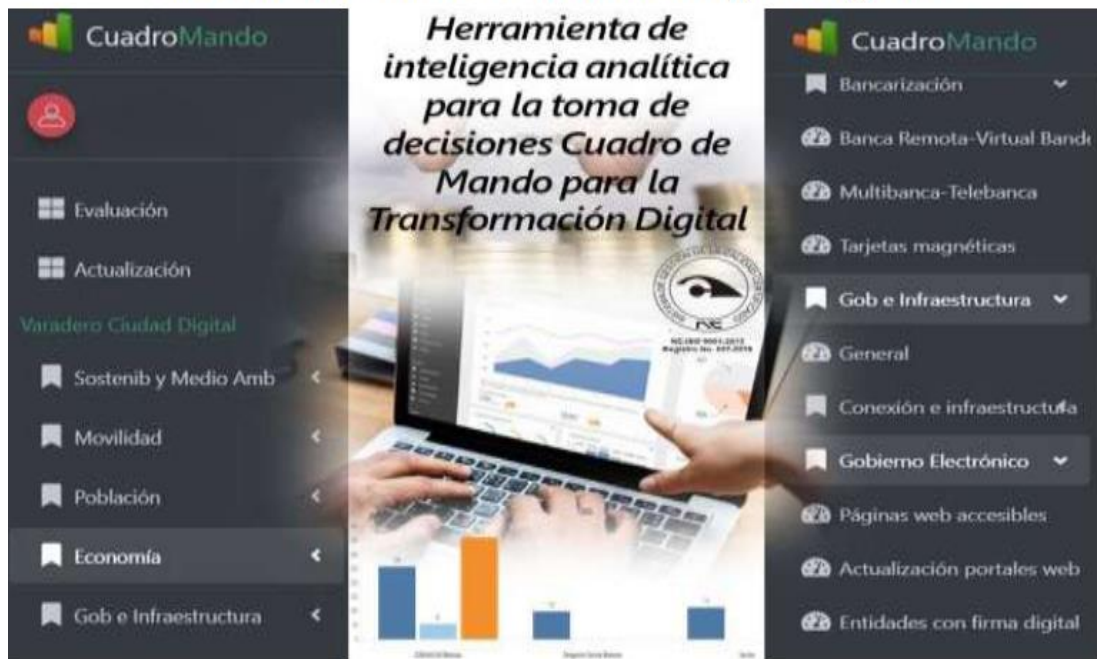 CuadroMando
Evaluación
Actualización
Varadero Ciudad Digital
Sostenib y Medio Amb
Movilidad
Población
Economía
Gob e Infraestructura
Herramienta de
inteligencia analítica
para la toma de
decisiones Cuadro de
Mando para la
Transformación Digital
CuadroMando
Bancarización
Banca Remota-Virtual Band
Multibanca-Telebanca
Tarjetas magnéticas
Gob e Infraestructura
General
Conexión e infraestructura
Gobierno Electrónico
Páginas web accesibles
Actualización portales web
Entidades con firma digital